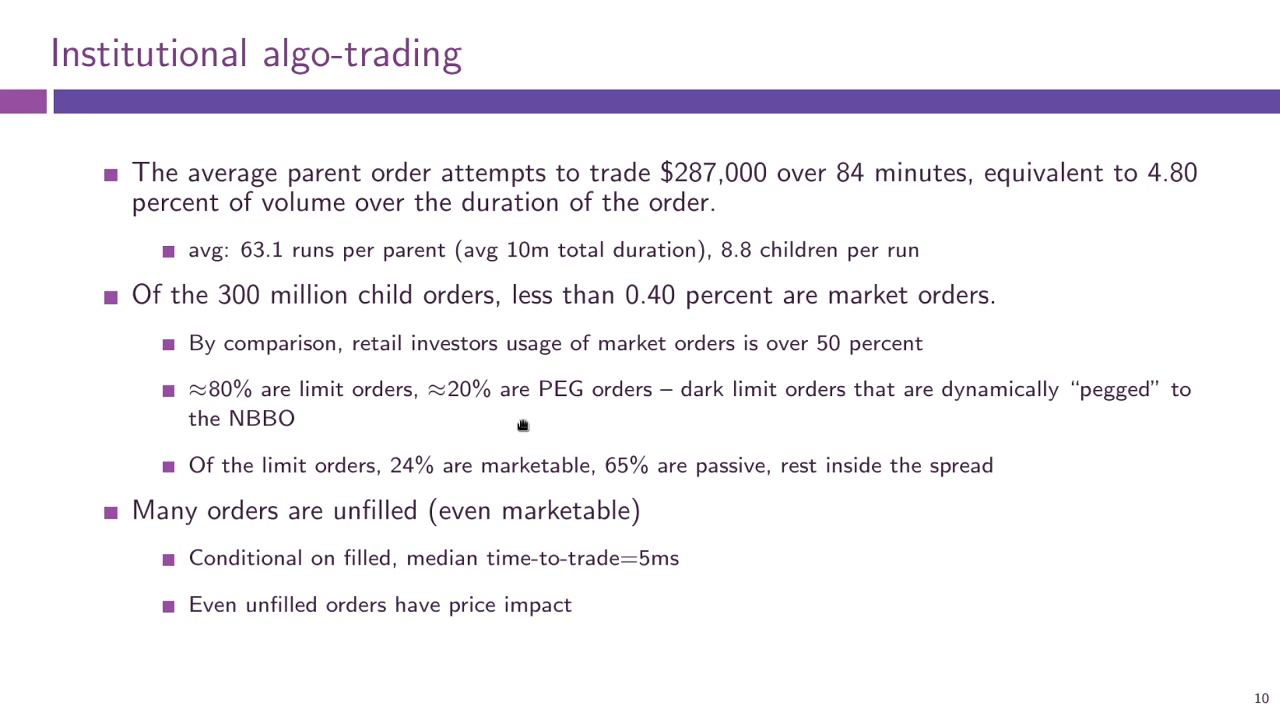 Institutional algo-trading
The average parent order attempts to trade $287,000 over 84 minutes, equivalent to 4.80
percent of volume over the duration of the order.
avg: 63.1 runs per parent (avg 10m total duration), 8.8 children per run
Of the 300 million child orders, less than 0.40 percent are market orders.
By comparison, retail investors usage of market orders is over 50 percent
≈80% are limit orders, ≈20% are PEG orders – dark limit orders that are dynamically “pegged” to
the NBBO
Of the limit orders, 24% are marketable, 65% are passive, rest inside the spread
Many orders are unfilled (even marketable)
Conditional on filled, median time-to-trade=5ms
Even unfilled orders have price impact
10